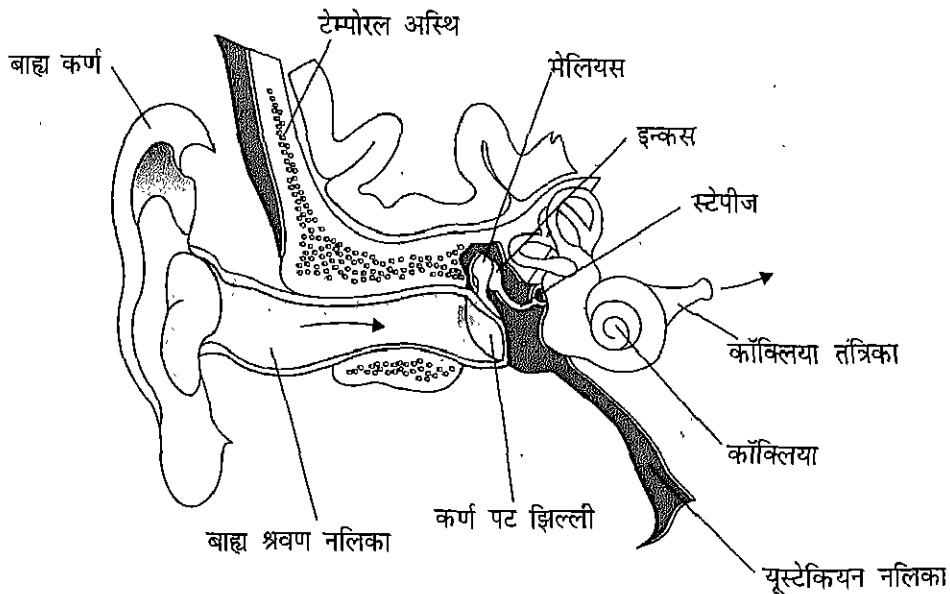 टेम्पोरल अस्थि
बाह्य कर्ण
मेलियस
इन्कस
स्टेपीज
कॉक्लिया तंत्रिका
कॉक्लिया
कर्ण पट झिल्ली
बाह्य श्रवण नलिका
यूस्टेकियन नलिका